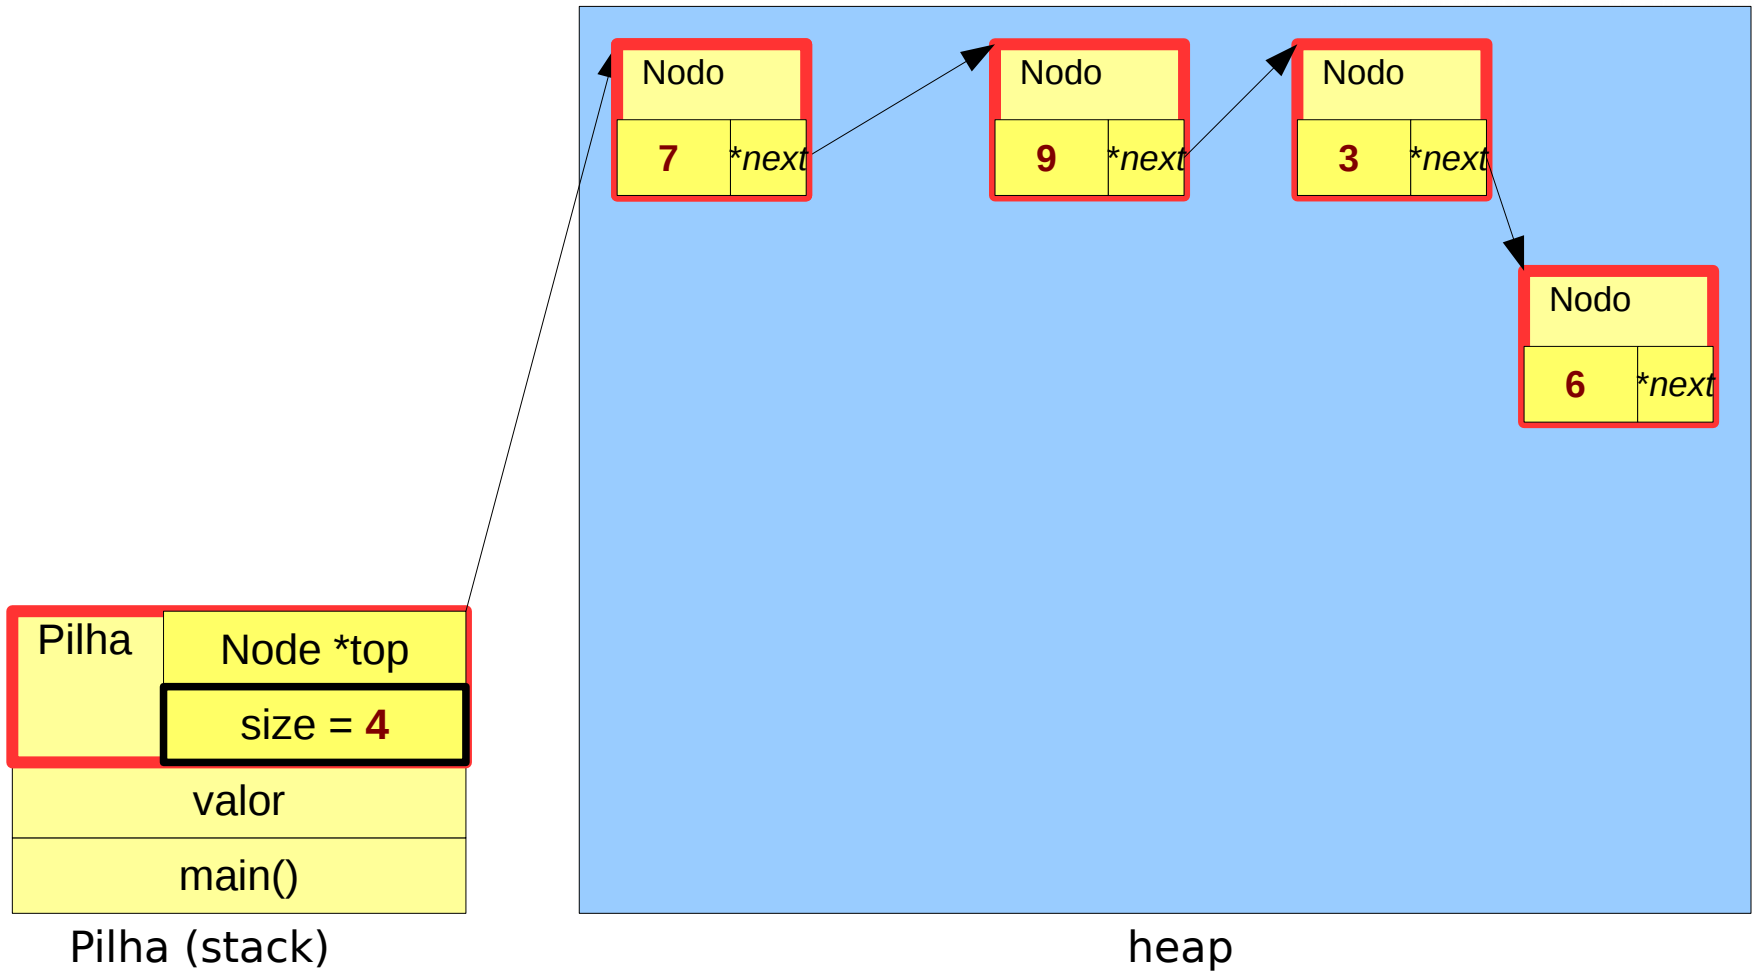 Nodo
7 *next
Nodo
9 *next
Nodo
3 *next
Nodo
6 *next
Pilha
Node *top
size = 4
valor
main()
Pilha (stack)
heap